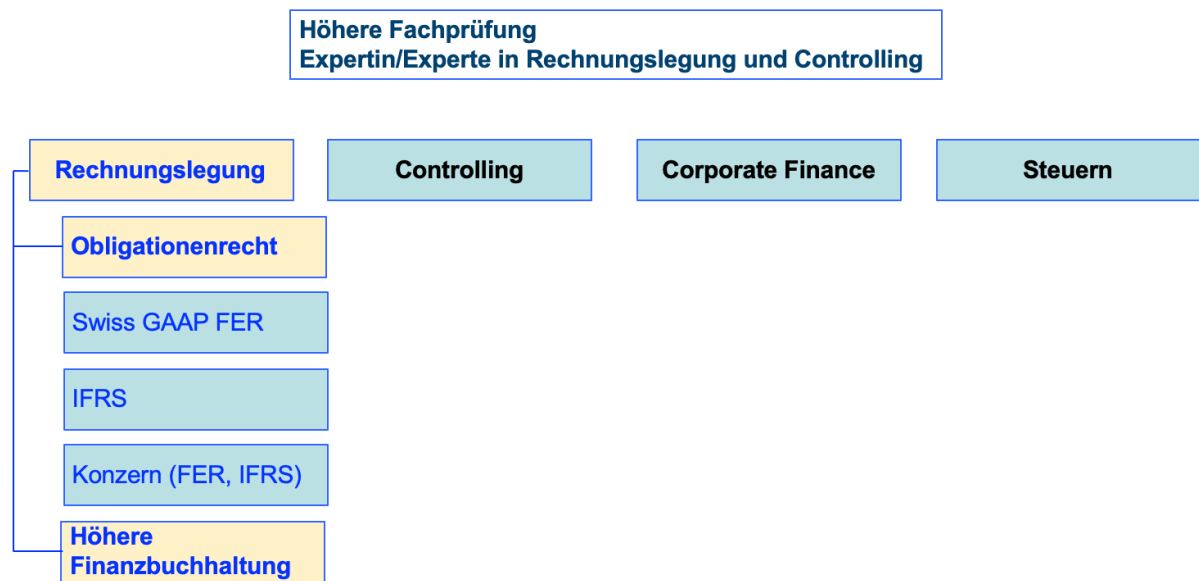 Höhere Fachprüfung
Expertin/Experte in Rechnungslegung und Controlling
Rechnungslegung
Controlling
Corporate Finance
Steuern
Obligationenrecht
Swiss GAAP FER
IFRS
Konzern (FER, IFRS)
Höhere
Finanzbuchhaltung